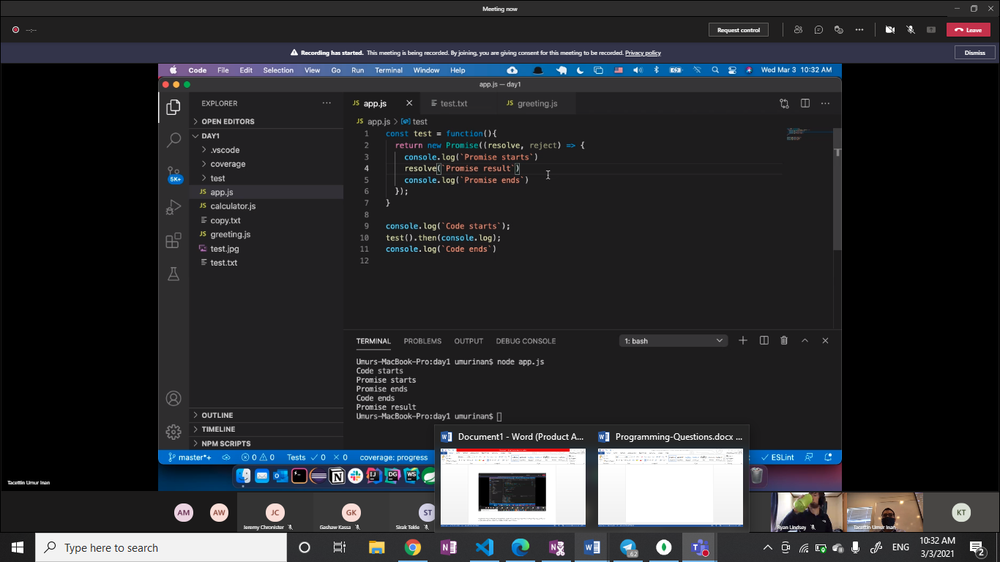 Meeting now
--:--
Request control
Leave
Recording has started. This meeting is being recorded. By joining, you are giving consent for this meeting to be recorded. Privacy policy
Dismiss
Code File Edit Selection View Go Run Terminal Window Help
Wed Mar 3 10:32 AM
app.js — day1
EXPLORER
JS app.js
test.txt
JS greeting.js
OPEN EDITORS
JS app.js > test
DAY1
.vscode
coverage
test
JS app.js
JS calculator.js
copy.txt
JS greeting.js
test.jpg
test.txt
5K+
1 const test = function(){
2 return new Promise((resolve, reject) => {
3 console.log(`Promise starts`)
4 resolve(`Promise result`)
5 console.log(`Promise ends`)
6 });
7 }
8
9 console.log(`Code starts`);
10 test().then(console.log);
11 console.log(`Code ends`)
12
TERMINAL PROBLEMS OUTPUT DEBUG CONSOLE
1: bash
Umurs-MacBook-Pro:day1 umurinan$ node app.js
Code starts
Promise starts
Promise ends
Code ends
Promise result
Umurs-MacBook-Pro:day1 umurinan$
OUTLINE
TIMELINE
NPM SCRIPTS
master*+ 0 0 Tests 0 0 coverage: progress
ESLint
Document1 - Word (Product A...
Programming-Questions.docx ...
Tacettin Umur Inan
AM
AW
JC
Jeremy Chronister
GK
Gashaw Kassa
ST
Sirak Tekle
Ryan Lindsey
Tacettin Umur Inan
KT
Type here to search
62
ENG
10:32 AM
3/3/2021
2